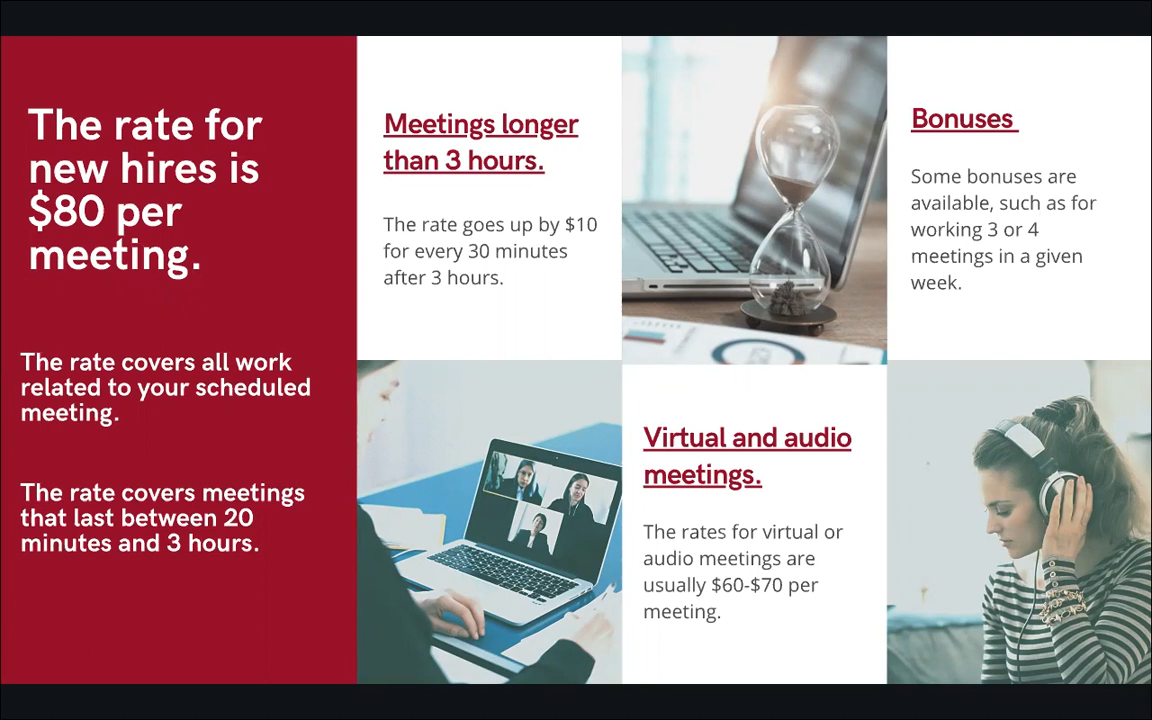 The rate for
new hires is
$80 per
meeting.
The rate covers all work
related to your scheduled
meeting.
The rate covers meetings
that last between 20
minutes and 3 hours.
Meetings longer
than 3 hours.
The rate goes up by $10
for every 30 minutes
after 3 hours.
Bonuses
Some bonuses are
available, such as for
working 3 or 4
meetings in a given
week.
Virtual and audio
meetings.
The rates for virtual or
audio meetings are
usually $60-$70 per
meeting.